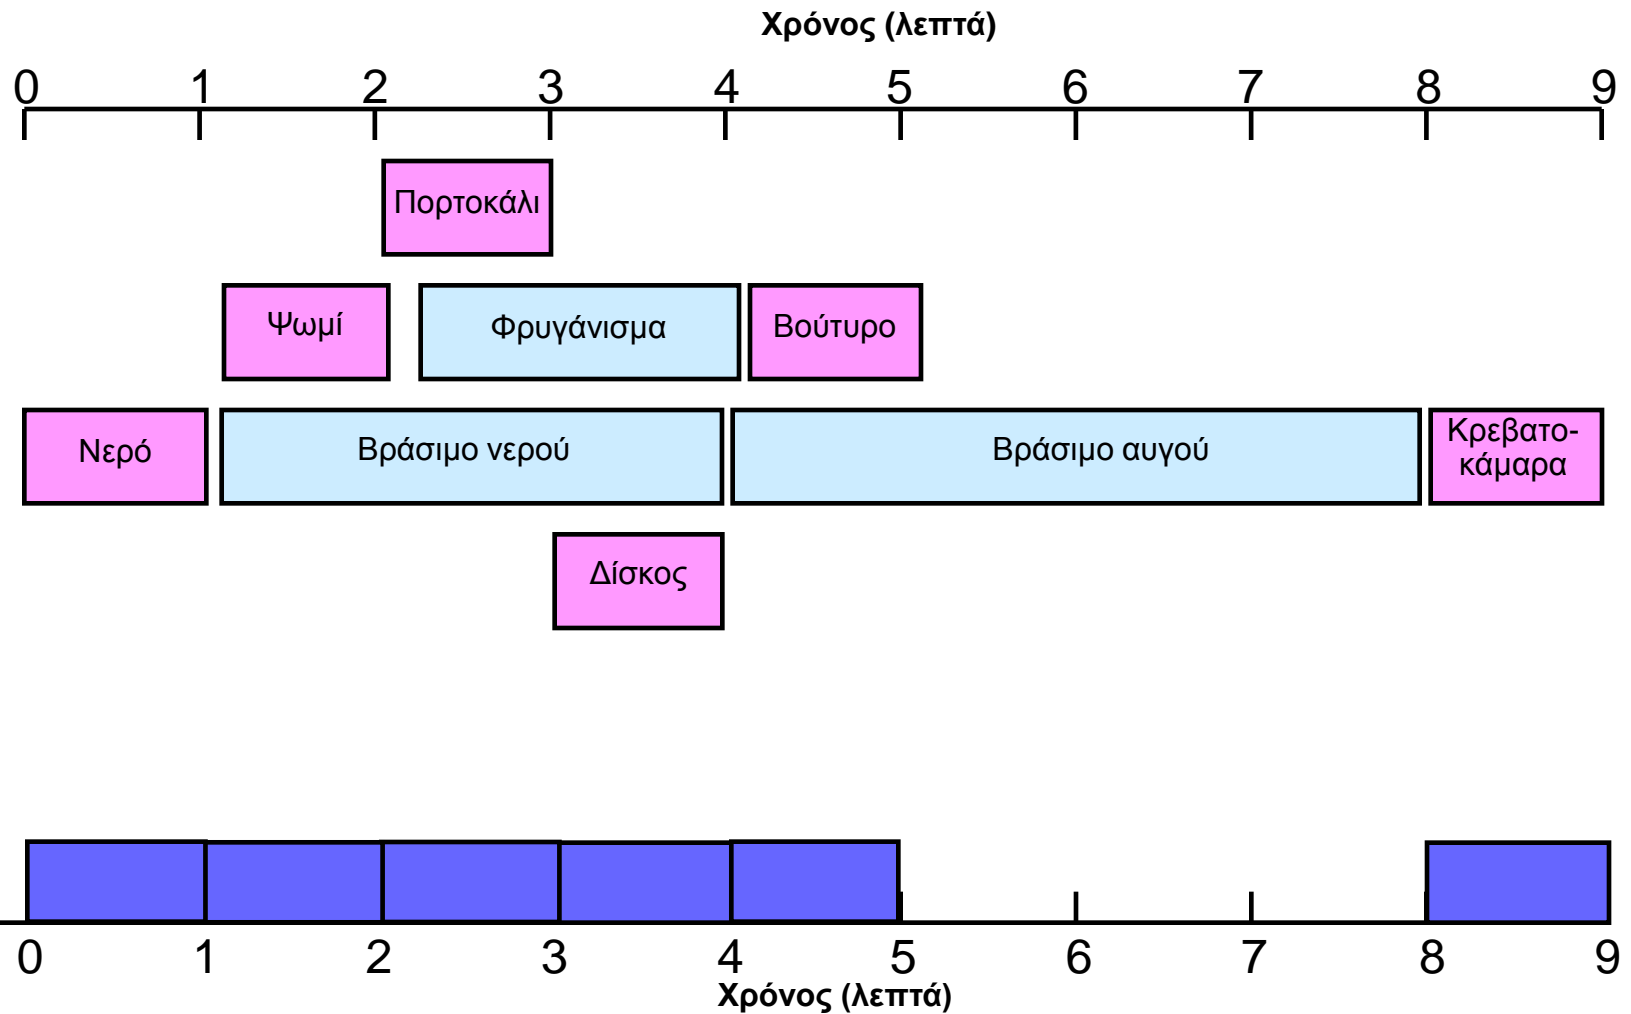 Χρόνος (λεπτά)
0 1 2 3 4 5 6 7 8 9
Πορτοκάλι
Ψωμί Φρυγάνισμα Βούτυρο
Νερό Βράσιμο νερού Βράσιμο αυγού Κρεβατο-
κάμαρα
Δίσκος
0 1 2 3 4 5 6 7 8 9
Χρόνος (λεπτά)